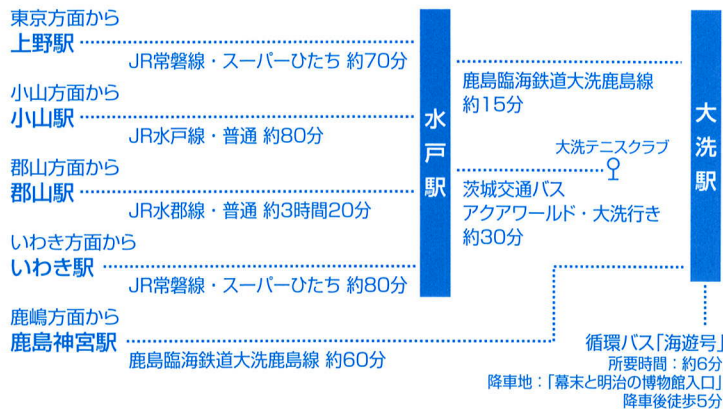 東京方面から
上野駅
JR常磐線・スーパーひたち 約70分
小山方面から
小山駅
JR水戸線・普通 約80分
郡山方面から
郡山駅
JR水郡線・普通 約3時間20分
いわき方面から
いわき駅
JR常磐線・スーパーひたち 約80分
鹿嶋方面から
鹿島神宮駅
鹿島臨海鉄道大洗鹿島線 約60分
水戸駅
鹿島臨海鉄道大洗鹿島線
約15分
大洗テニスクラブ
茨城交通バス
アクアワールド・大洗行き
約30分
大洗駅
循環バス「海遊号」
所要時間：約6分
降車地：「幕末と明治の博物館入口」
降車後徒歩5分